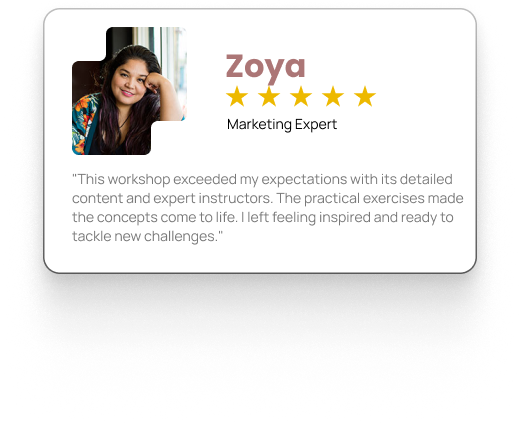 Zoya
Marketing Expert
"This workshop exceeded my expectations with its detailed
content and expert instructors. The practical exercises made
the concepts come to life. I left feeling inspired and ready to
tackle new challenges."